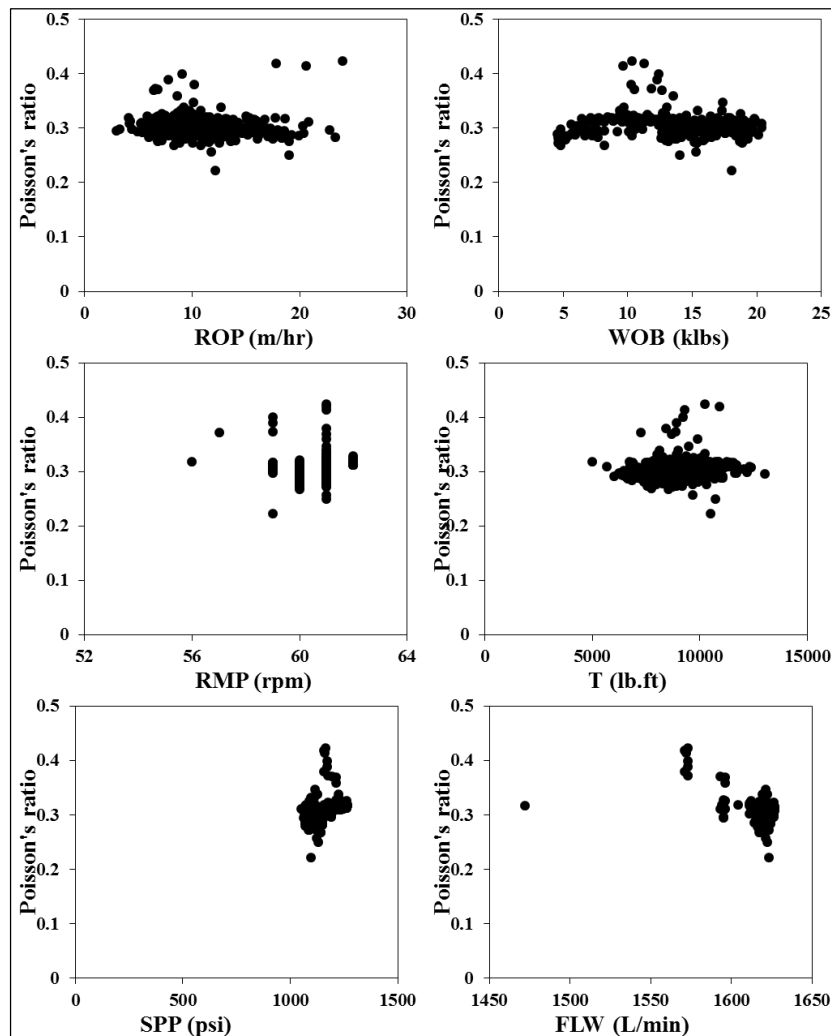 0.5 0.5
0.4 0.4
0.3 0.3
0.2 0.2
0.1 0.1
0 0
Poisson's ratio Poisson's ratio
0 10 20 30 0 5 10 15 20 25
ROP (m/hr) WOB (klbs)
0.5 0.5
0.4 0.4
0.3 0.3
0.2 0.2
0.1 0.1
0 0
Poisson's ratio Poisson's ratio
52 56 60 64 0 5000 10000 15000
RMP (rpm) T (lb.ft)
0.5 0.5
0.4 0.4
0.3 0.3
0.2 0.2
0.1 0.1
0 0
Poisson's ratio Poisson's ratio
0 500 1000 1500 1450 1500 1550 1600 1650
SPP (psi) FLW (L/min)